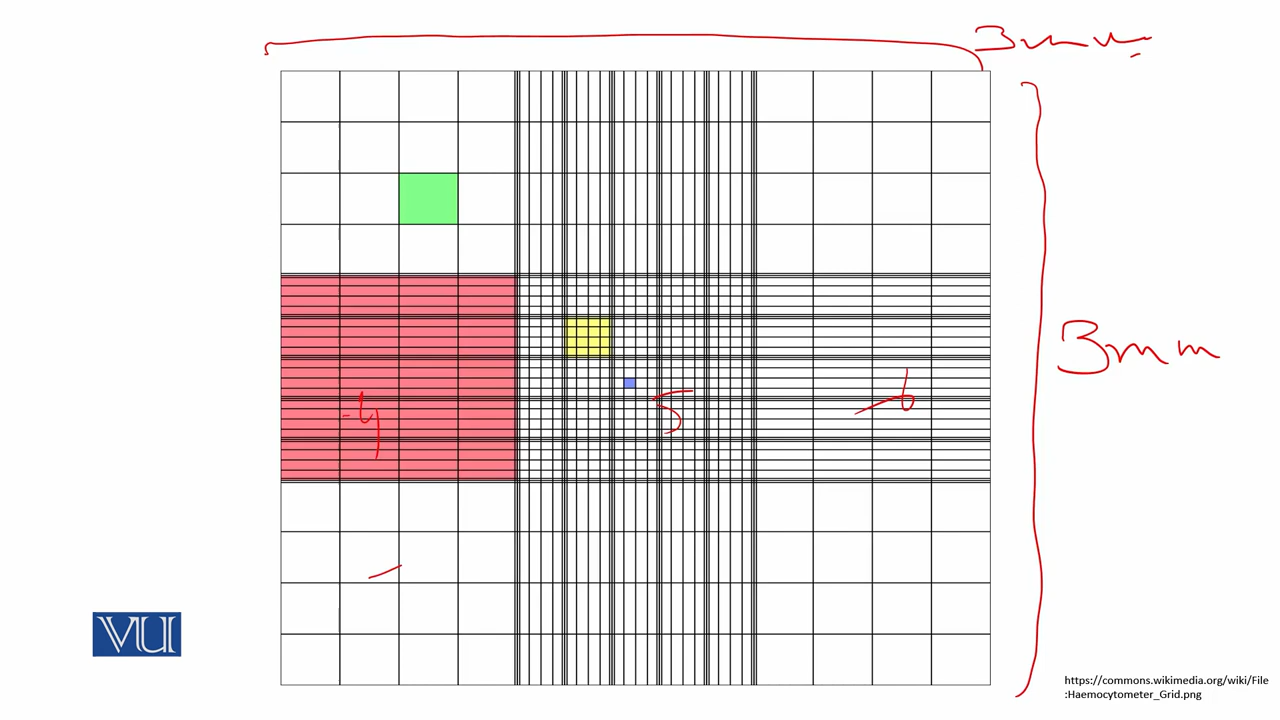 3mm
3mm
4
5
6
VU
https://commons.wikimedia.org/wiki/File
:Haemocytometer_Grid.png